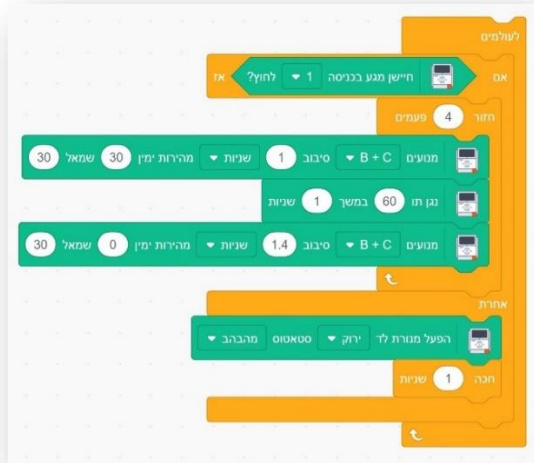 לעולמים
אם חיישן מגע בכניסה 1 לחוץ? אז
חזור 4 פעמים
מנועים B + C סיבוב 1 שניות מהירות ימין 30 שמאל 30
נגן תו 60 במשך 1 שניות
מנועים B + C סיבוב 1.4 שניות מהירות ימין 0 שמאל 30
אחרת
הפעל מנורת לד ירוק סטאטוס מהבהב
חכה 1 שניות